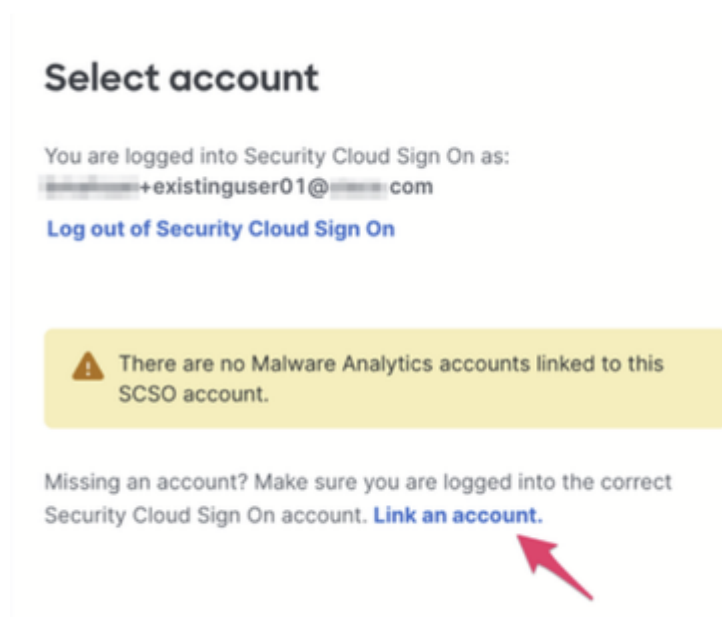 Select account
You are logged into Security Cloud Sign On as:
+existinguser01@ com
Log out of Security Cloud Sign On
There are no Malware Analytics accounts linked to this
SCSO account.
Missing an account? Make sure you are logged into the correct
Security Cloud Sign On account. Link an account.